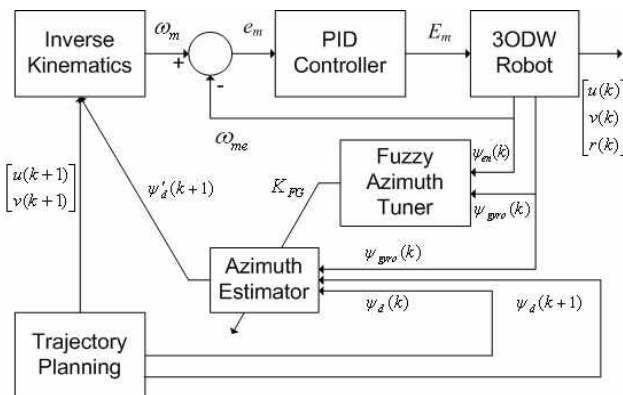 Inverse
Kinematics
ω_m
+
-
e_m
PID
Controller
E_m
3ODW
Robot
[u(k)
v(k)
r(k)]
ω_me
ψ_en(k)
Fuzzy
Azimuth
Tuner
ψ_gyro(k)
K_FG
[u(k+1)
v(k+1)]
ψ'_d(k+1)
ψ_gyro(k)
Azimuth
Estimator
ψ_d(k)
ψ_d(k+1)
Trajectory
Planning